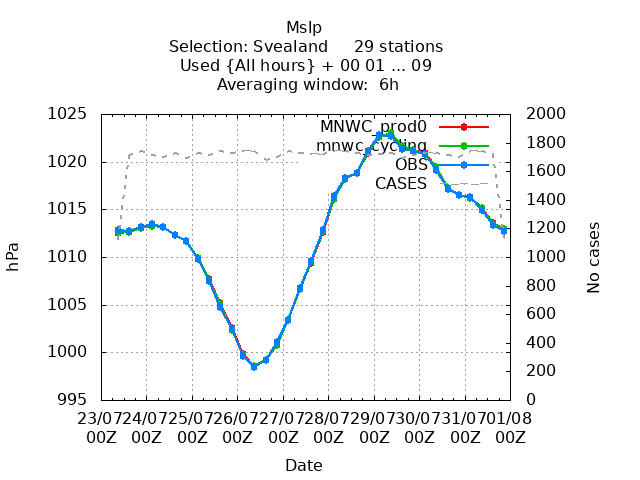 Mslp
Selection: Svealand 29 stations
Used {All hours} + 00 01 ... 09
Averaging window: 6h
1025
1020
1015
1010
1005
1000
995
2000
1800
1600
1400
1200
1000
800
600
400
200
0
MNWC_prod0
mnwc_cycling
OBS
CASES
hPa
No cases
23/07 24/07 25/07 26/07 27/07 28/07 29/07 30/07 31/07 01/08
00Z 00Z 00Z 00Z 00Z 00Z 00Z 00Z 00Z 00Z
Date